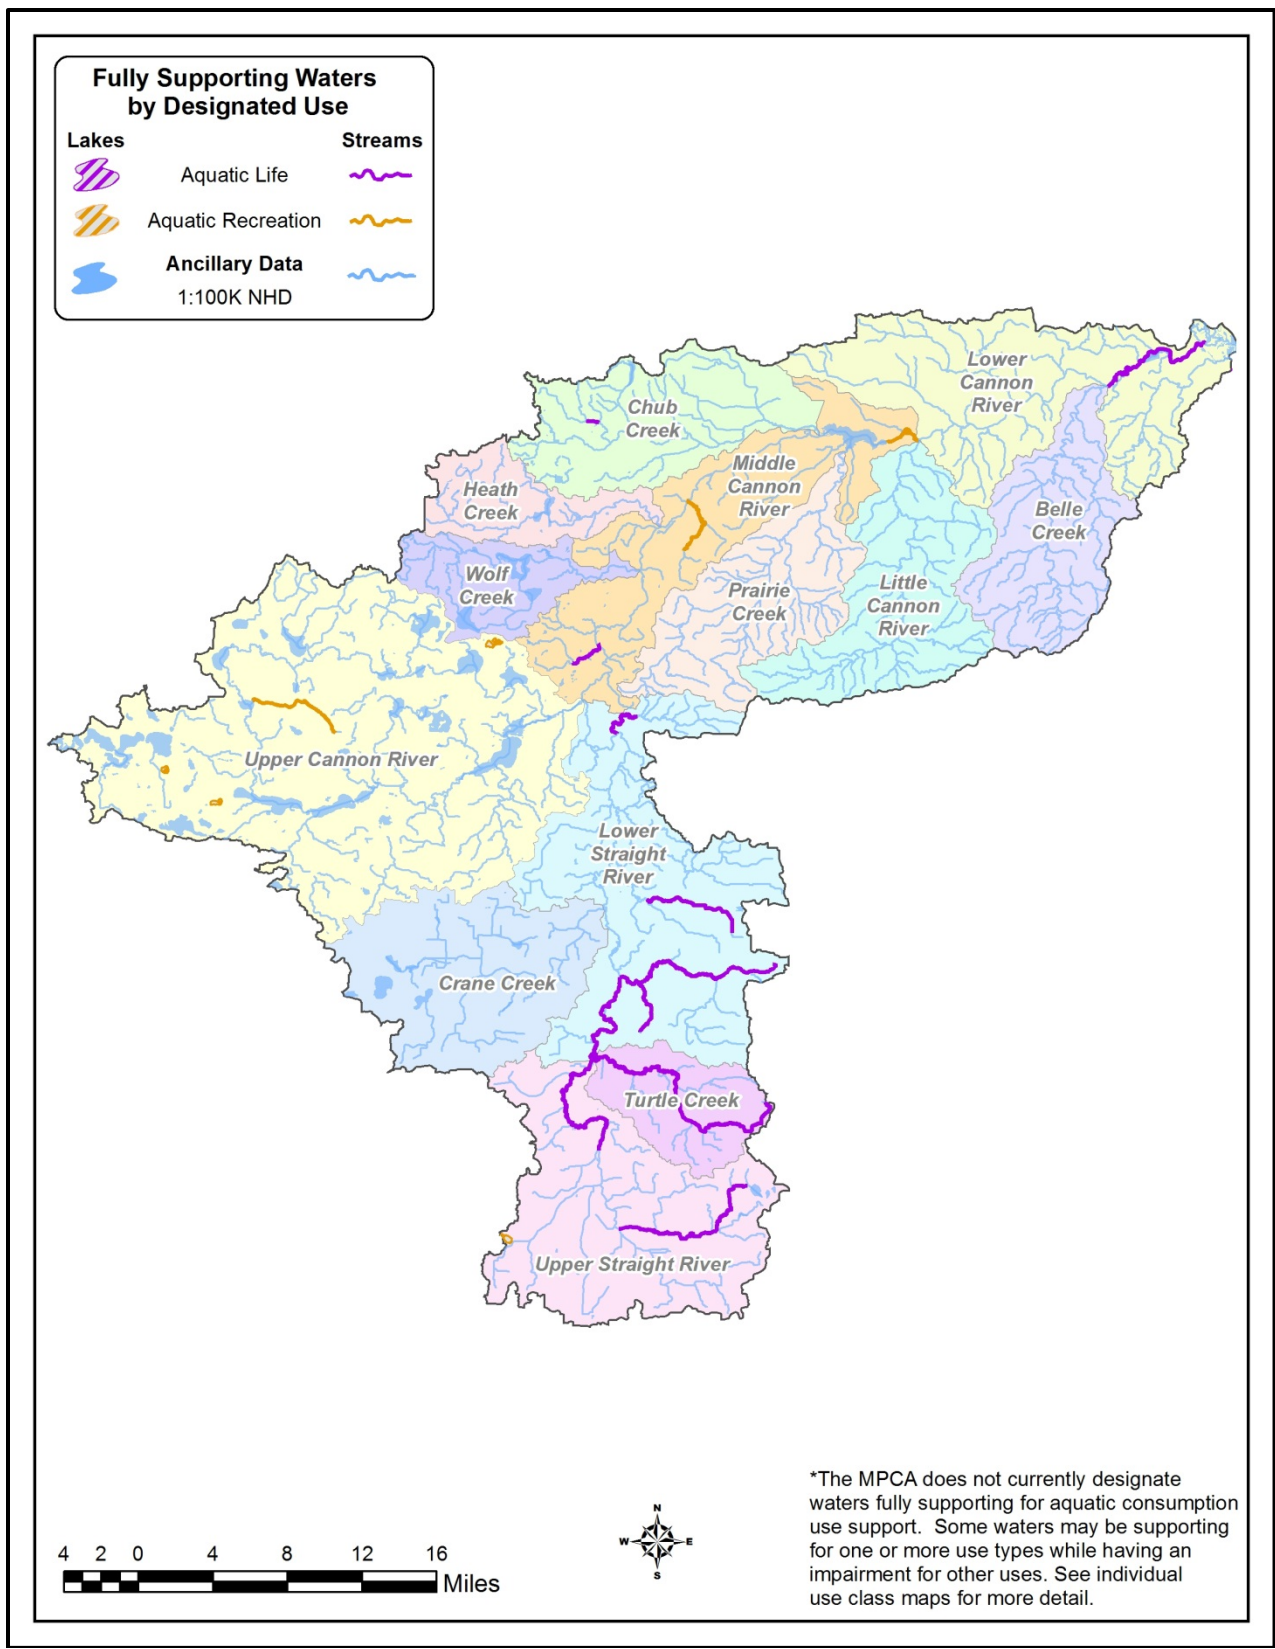 Fully Supporting Waters
by Designated Use
Lakes
Streams
Aquatic Life
Aquatic Recreation
Ancillary Data
1:100K NHD
Lower
Cannon
River
Chub
Creek
Middle
Cannon
River
Heath
Creek
Belle
Creek
Wolf
Creek
Prairie
Creek
Little
Cannon
River
Upper Cannon River
Lower
Straight
River
Crane Creek
Turtle Creek
Upper Straight River
*The MPCA does not currently designate
waters fully supporting for aquatic consumption
use support. Some waters may be supporting
for one or more use types while having an
impairment for other uses. See individual
use class maps for more detail.
N
W E
S
4 2 0 4 8 12 16
Miles